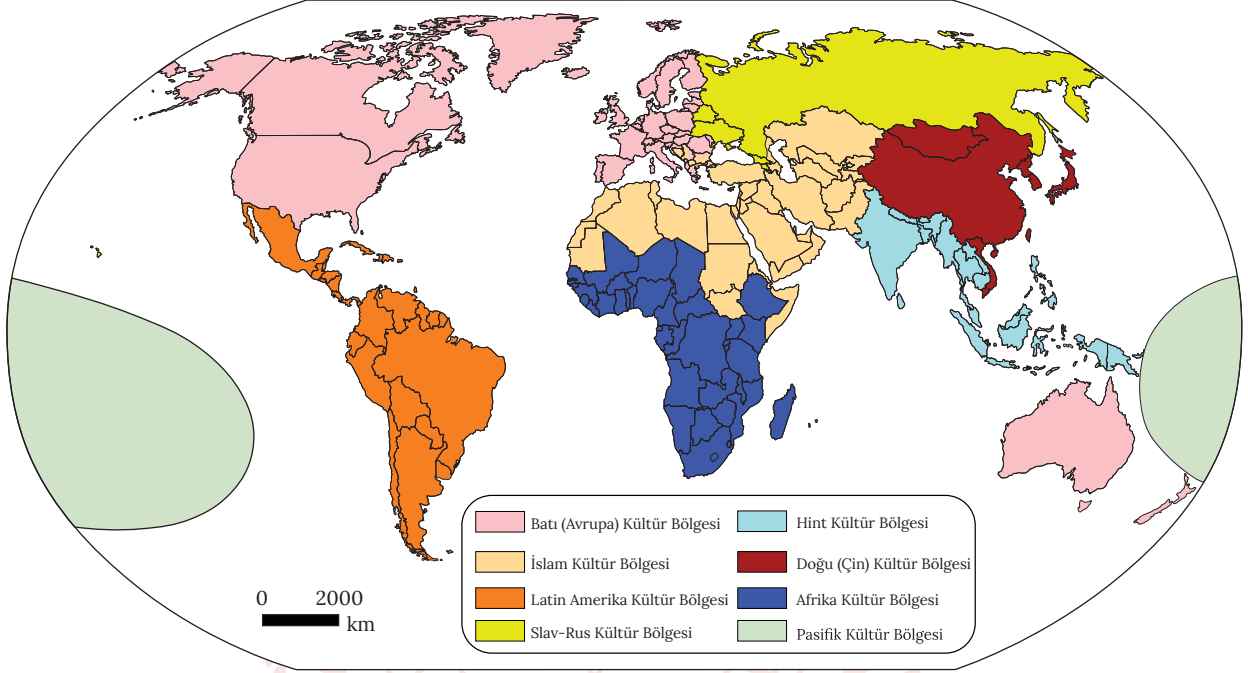 0 2000
km
Batı (Avrupa) Kültür Bölgesi
İslam Kültür Bölgesi
Latin Amerika Kültür Bölgesi
Slav-Rus Kültür Bölgesi
Hint Kültür Bölgesi
Doğu (Çin) Kültür Bölgesi
Afrika Kültür Bölgesi
Pasifik Kültür Bölgesi